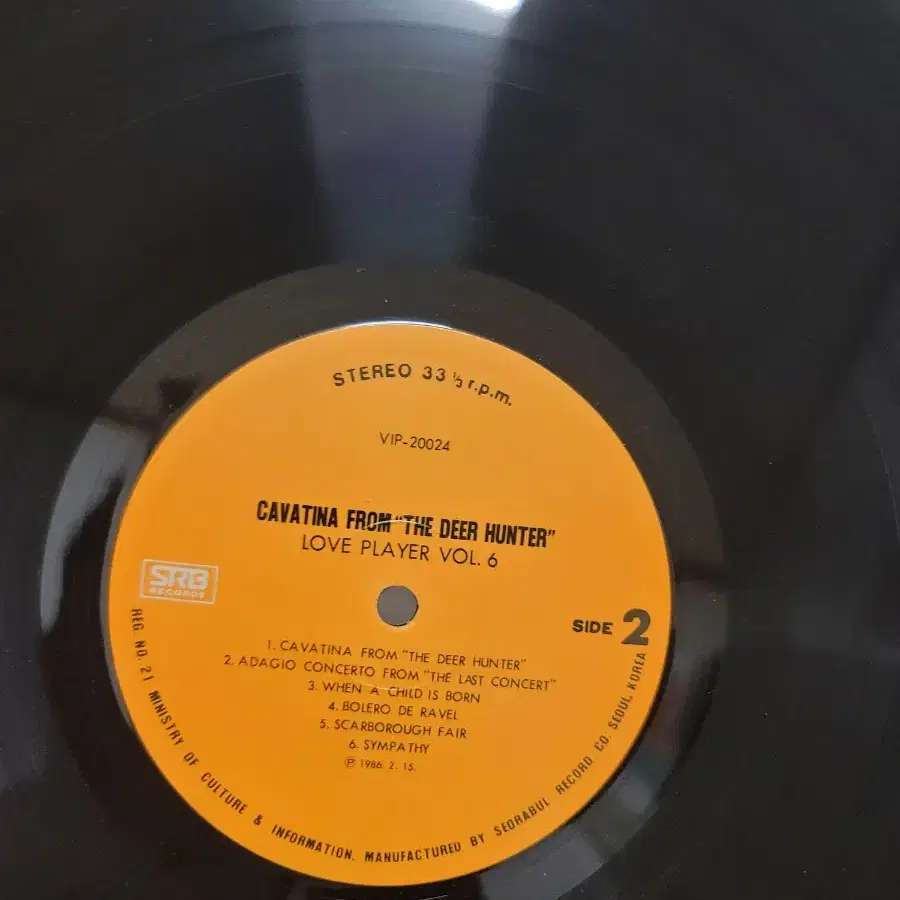 STEREO 33 ⅓ r.p.m.
VIP-20024
CAVATINA FROM "THE DEER HUNTER"
LOVE PLAYER VOL. 6
SRB
RECORDS
SIDE 2
1. CAVATINA FROM "THE DEER HUNTER"
2. ADAGIO CONCERTO FROM "THE LAST CONCERT"
3. WHEN A CHILD IS BORN
4. BOLERO DE RAVEL
5. SCARBOROUGH FAIR
6. SYMPATHY
Ⓟ 1986. 2. 15.
REG. NO. 21 MINISTRY OF CULTURE & INFORMATION. MANUFACTURED BY SEORABUL RECORD CO. SEOUL KOREA